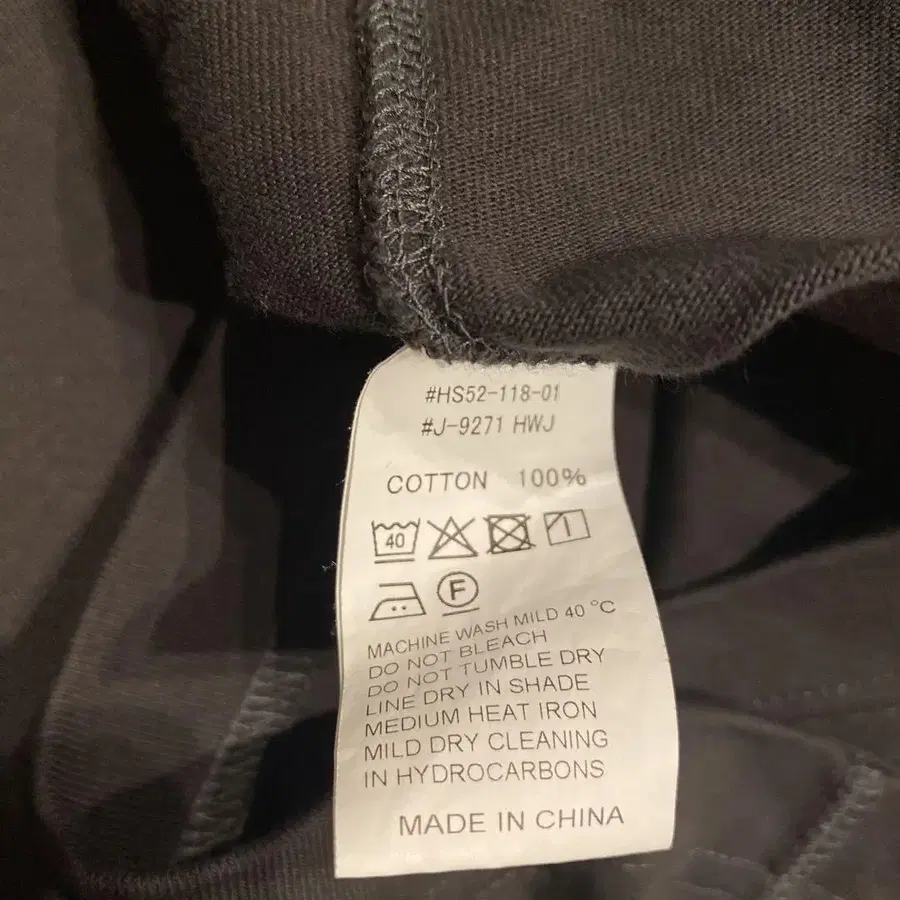 #HS52-118-01
#J-9271 HWJ
COTTON 100%
40
F
MACHINE WASH MILD 40 °C
DO NOT BLEACH
DO NOT TUMBLE DRY
LINE DRY IN SHADE
MEDIUM HEAT IRON
MILD DRY CLEANING
IN HYDROCARBONS
MADE IN CHINA